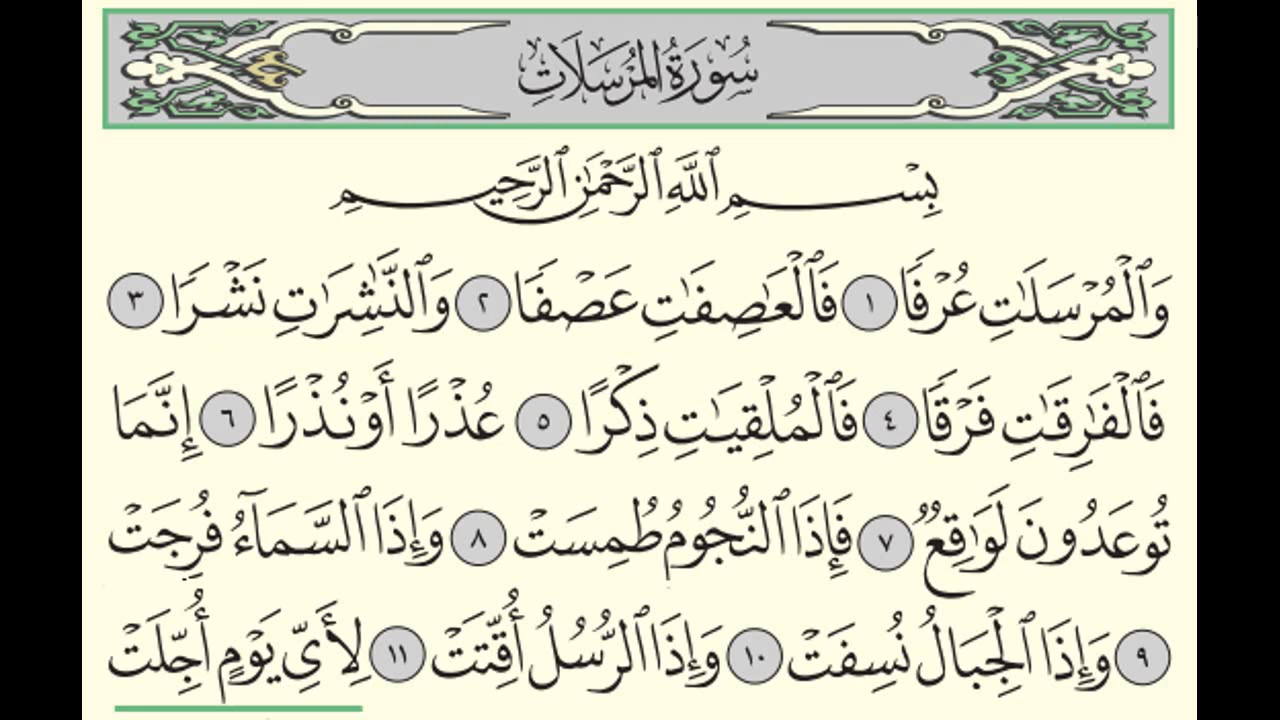 سُورَةُ المُرۡسَلَات
بِسۡمِ ٱللَّهِ ٱلرَّحۡمَٰنِ ٱلرَّحِيمِ
وَٱلۡمُرۡسَلَٰتِ عُرۡفٗا ١ فَٱلۡعَٰصِفَٰتِ عَصۡفٗا ٢ وَٱلنَّٰشِرَٰتِ نَشۡرٗا ٣
فَٱلۡفَٰرِقَٰتِ فَرۡقٗا ٤ فَٱلۡمُلۡقِيَٰتِ ذِكۡرًا ٥ عُذۡرًا أَوۡ نُذۡرًا ٦ إِنَّمَا
تُوعَدُونَ لَوَٰقِعٞ ٧ فَإِذَا ٱلنُّجُومُ طُمِسَتۡ ٨ وَإِذَا ٱلسَّمَآءُ فُرِجَتۡ
٩ وَإِذَا ٱلۡجِبَالُ نُسِفَتۡ ١٠ وَإِذَا ٱلرُّسُلُ أُقِّتَتۡ ١١ لِأَيِّ يَوۡمٍ أُجِّلَتۡ